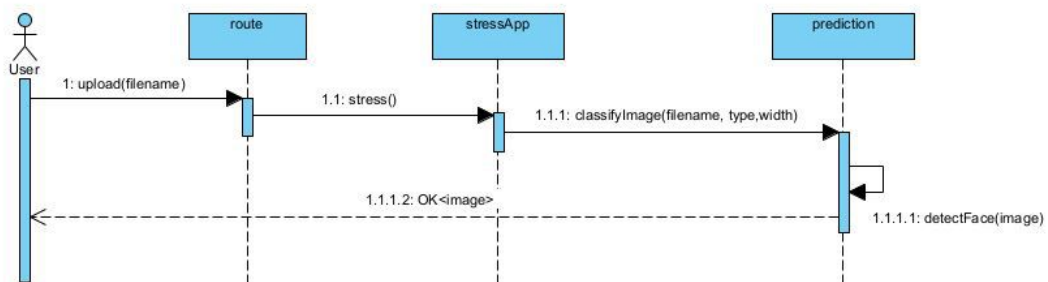 route
stressApp
prediction
User
1: upload(filename)
1.1: stress()
1.1.1: classifyImage(filename, type,width)
1.1.1.2: OK<image>
1.1.1.1: detectFace(image)